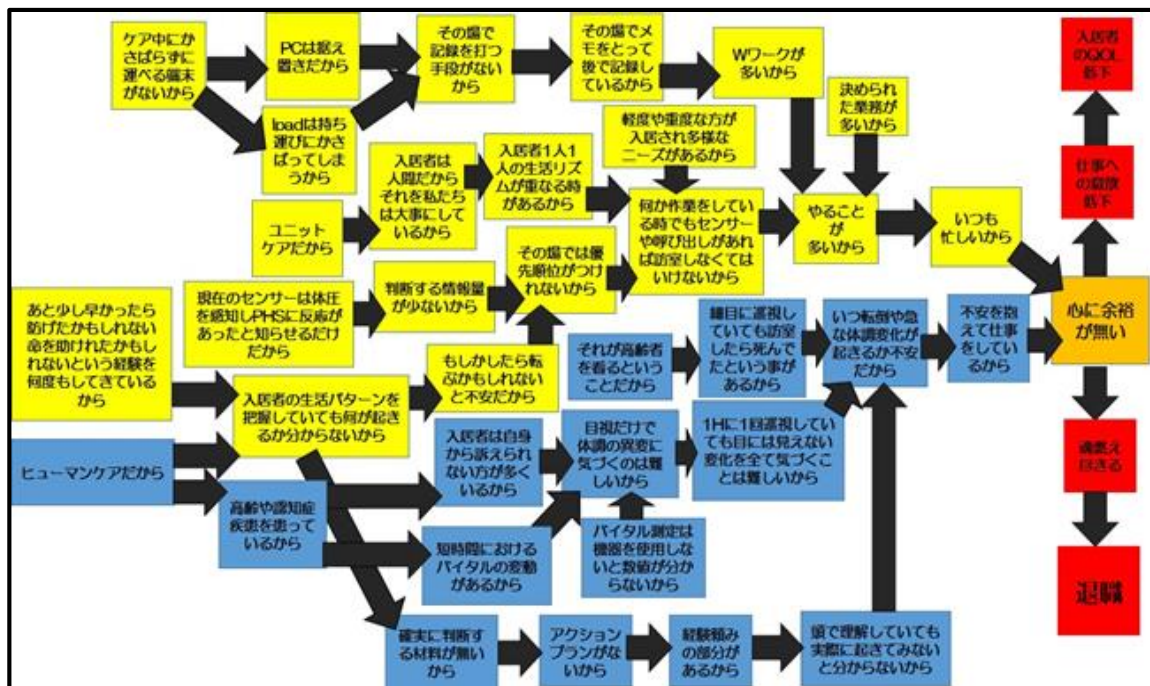 ケア中にか
さばらずに
運べる端末
がないから
PCは据え
置きだから
Ipadは持ち
運びにかさ
ばってしま
うから
その場で
記録を打つ
手段がない
から
その場でメ
モをとって
後で記録し
ているから
Wワークが
多いから
決められ
た業務が
多いから
軽度や重度な方が
入居され多様な
ニーズがあるから
ユニット
ケアだから
入居者は
人間だから
それを私たち
は大事にして
いるから
入居者1人1
人の生活リズ
ムが重なる時
があるから
何か作業をしてい
る時でもセンサー
や呼び出しがあれ
ば訪室しなくては
いけないから
やること
が
多いから
いつも
忙しいから
現在のセンサーは体圧
を感知しPHSに反応が
あったと知らせるだけ
だから
判断する情報量
が少ないから
その場では優
先順位がつけ
れないから
あと少し早かったら
防げたかもしれない
命を助けれたかもし
れないという経験を
何度もしてきている
から
入居者の生活パターンを
把握していても何が起き
るか分からないから
もしかしたら転
ぶかもしれない
と不安だから
ヒューマンケアだから
高齢や認知症
疾患を患って
いるから
入居者は自身
から訴えられ
ない方が多く
いるから
短時間における
バイタルの変動
があるから
目視だけで
体調の異変に
気づくのは難
しいから
バイタル測定は
機器を使用しな
いと数値が分か
らないから
それが高齢者
を看るという
ことだから
細目に巡視し
ていても訪室
したら死んで
たという事が
あるから
1Hに1回巡視してい
ても目には見えない
変化を全て気づくこ
とは難しいから
いつ転倒や急な
体調変化が
起きるか不安
だから
不安を抱
えて仕事
をしてい
るから
確実に判断す
る材料が無い
から
アクション
プランがな
いから
経験頼み
の部分が
あるから
頭で理解していても
実際に起きてみない
と分からないから
心に余裕
が無い
仕事へ
の意欲
低下
入居者
のQOL
低下
退職